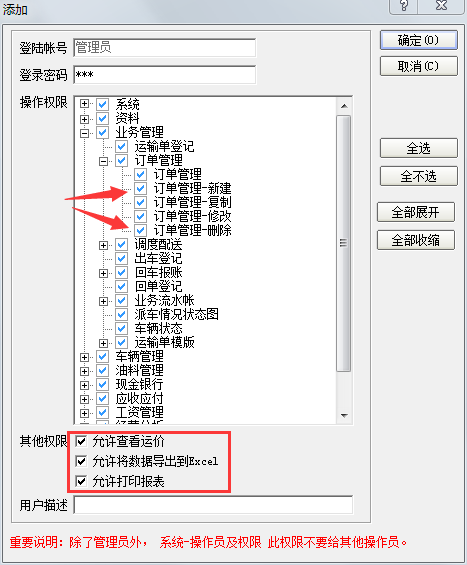 添加
登陆帐号 管理员 确定(O)
登录密码 *** 取消(C)
操作权限
系统
资料
业务管理
运输单登记
订单管理 全选
订单管理
订单管理-新建 全不选
订单管理-复制
订单管理-修改 全部展开
订单管理-删除
调度配送 全部收缩
出车登记
回车报账
回单登记
业务流水帐
派车情况状态图
车辆状态
运输单模版
车辆管理
油料管理
现金银行
应收应付
工资管理
其他权限 允许查看运价
允许将数据导出到Excel
允许打印报表
用户描述
重要说明：除了管理员外， 系统-操作员及权限 此权限不要给其他操作员。